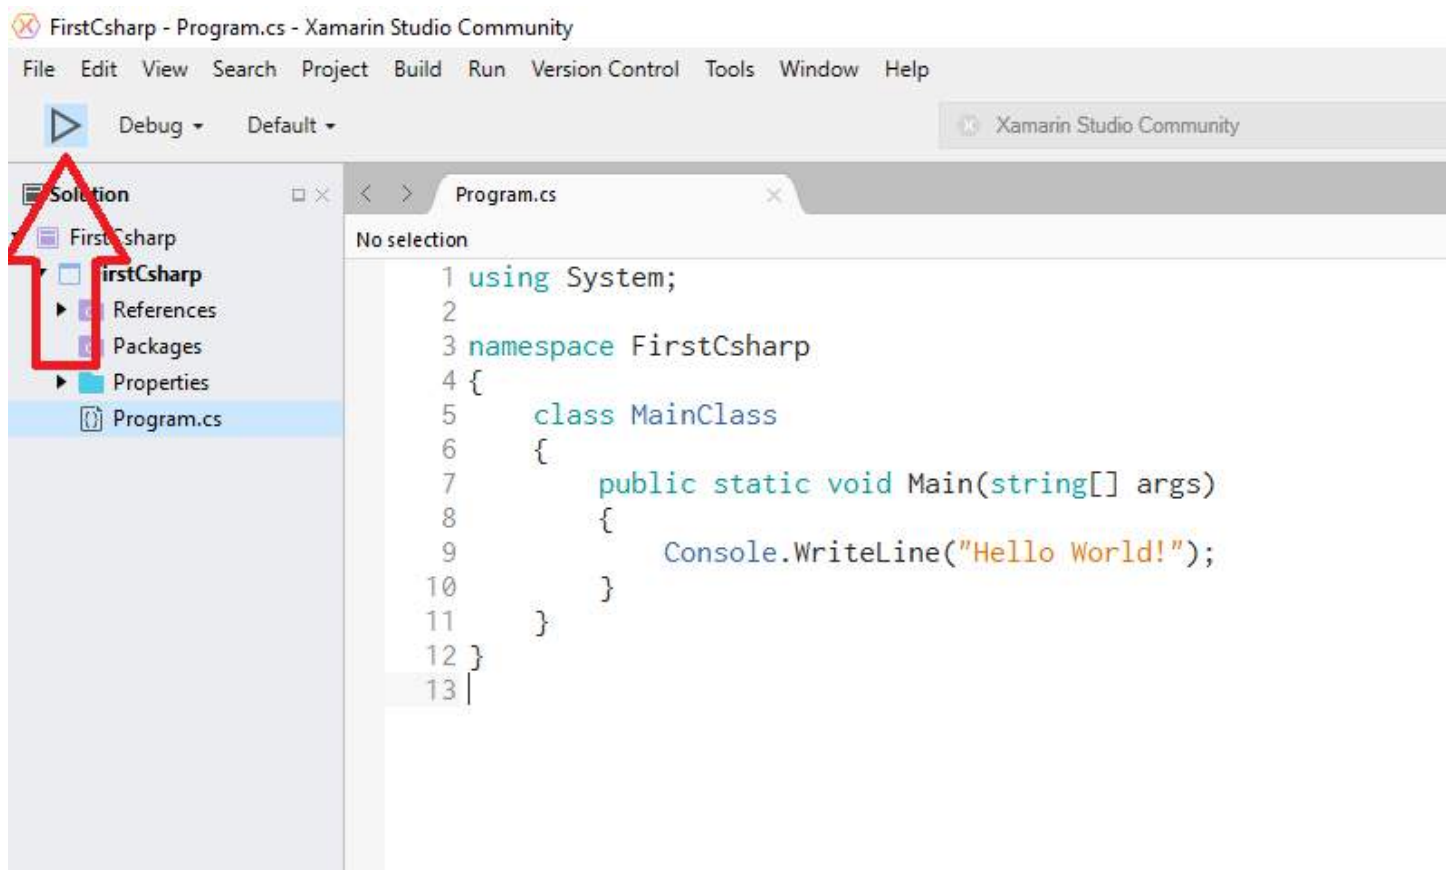 FirstCsharp - Program.cs - Xamarin Studio Community
File Edit View Search Project Build Run Version Control Tools Window Help
Debug Default Xamarin Studio Community
Solution
FirstCsharp
FirstCsharp
References
Packages
Properties
Program.cs
Program.cs
No selection
1 using System;
2
3 namespace FirstCsharp
4 {
5     class MainClass
6     {
7         public static void Main(string[] args)
8         {
9             Console.WriteLine("Hello World!");
10         }
11     }
12 }
13